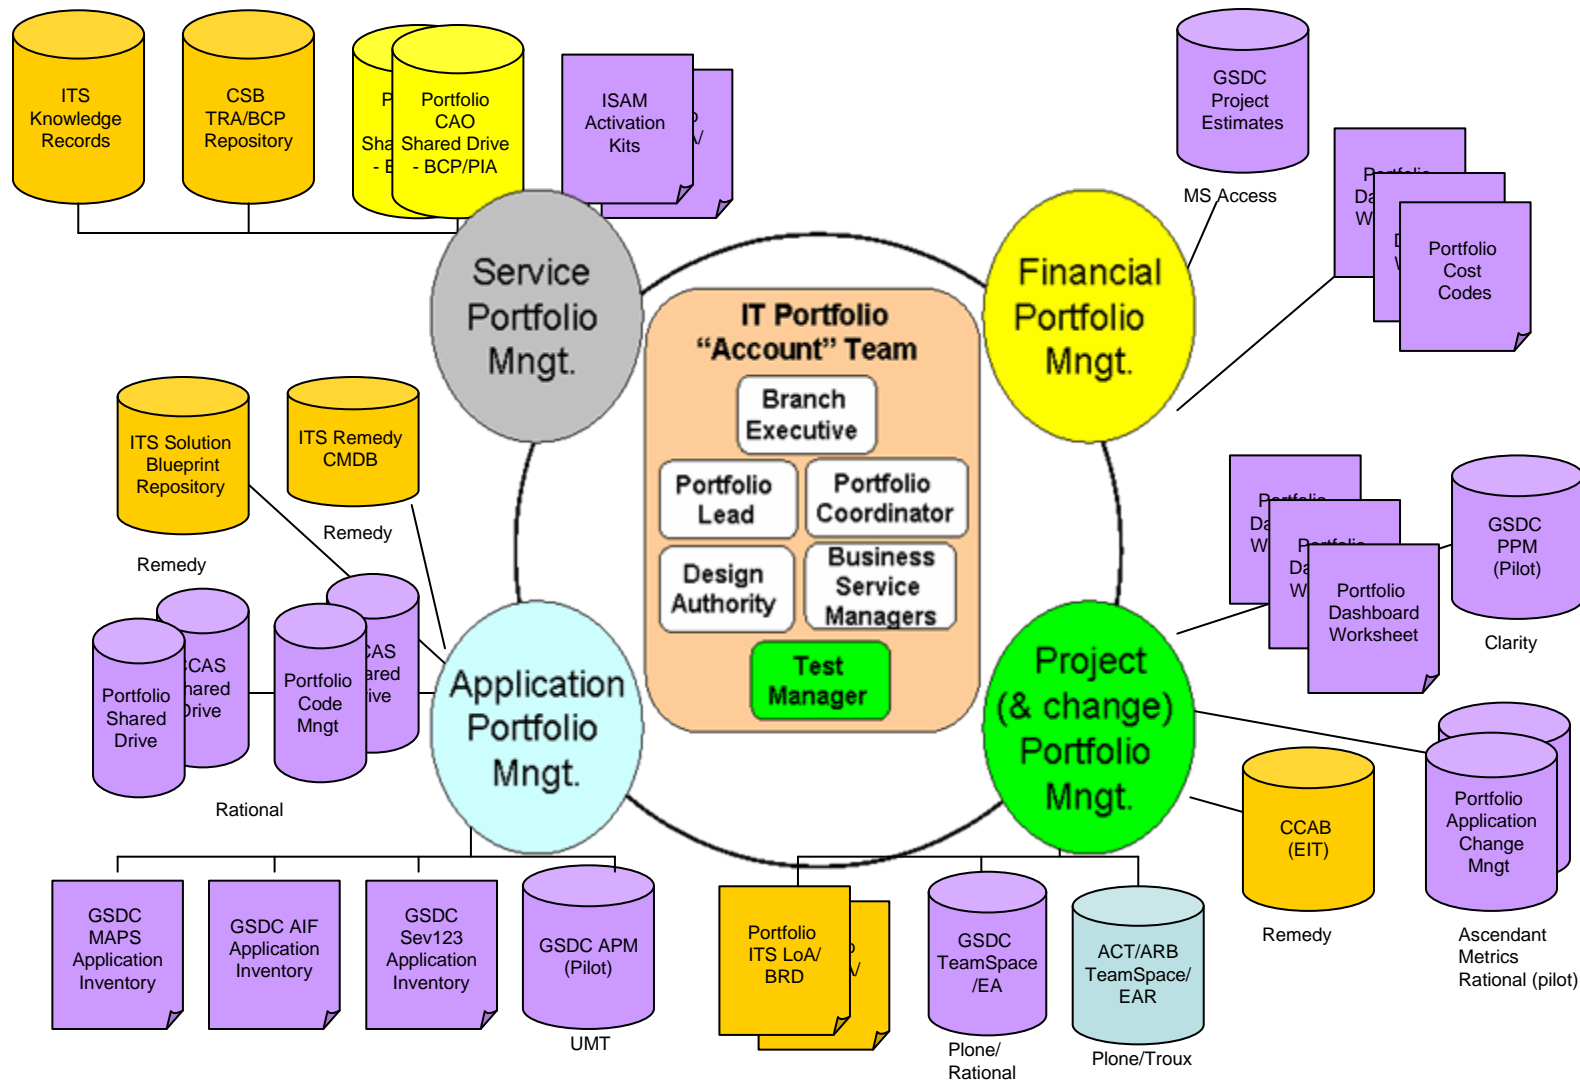 ITS
Knowledge
Records
CSB
TRA/BCP
Repository
Portfolio
CAO
Shared Drive
- BCP/PIA
ISAM
Activation
Kits
GSDC
Project
Estimates
MS Access
Portfolio
Cost
Codes
Service
Portfolio
Mngt.
Financial
Portfolio
Mngt.
IT Portfolio
“Account” Team
Branch
Executive
Portfolio
Lead
Portfolio
Coordinator
Design
Authority
Business
Service
Managers
Test
Manager
ITS Solution
Blueprint
Repository
Remedy
ITS Remedy
CMDB
Remedy
Portfolio
Shared
Drive
CCAS
Shared
Drive
Portfolio
Code
Mngt
CCAS
Shared
Drive
Rational
Application
Portfolio
Mngt.
Project
(& change)
Portfolio
Mngt.
Portfolio
Dashboard
Worksheet
GSDC
PPM
(Pilot)
Clarity
CCAB
(EIT)
Remedy
Portfolio
Application
Change
Mngt
Ascendant
Metrics
Rational (pilot)
GSDC
MAPS
Application
Inventory
GSDC AIF
Application
Inventory
GSDC
Sev123
Application
Inventory
GSDC APM
(Pilot)
UMT
Portfolio
ITS LoA/
BRD
GSDC
TeamSpace
/EA
Plone/
Rational
ACT/ARB
TeamSpace/
EAR
Plone/Troux